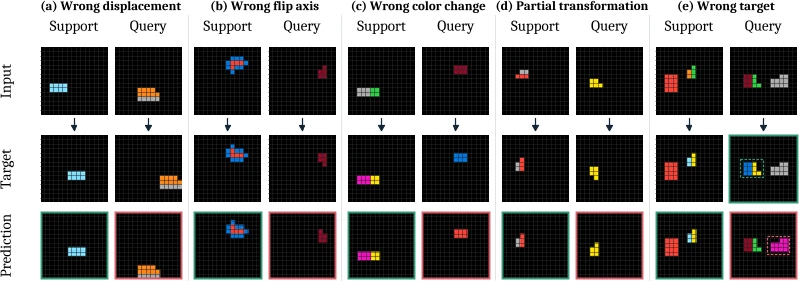 (a) Wrong displacement (b) Wrong flip axis (c) Wrong color change (d) Partial transformation (e) Wrong target
Support Query Support Query Support Query Support Query Support Query
Input
Target
Prediction